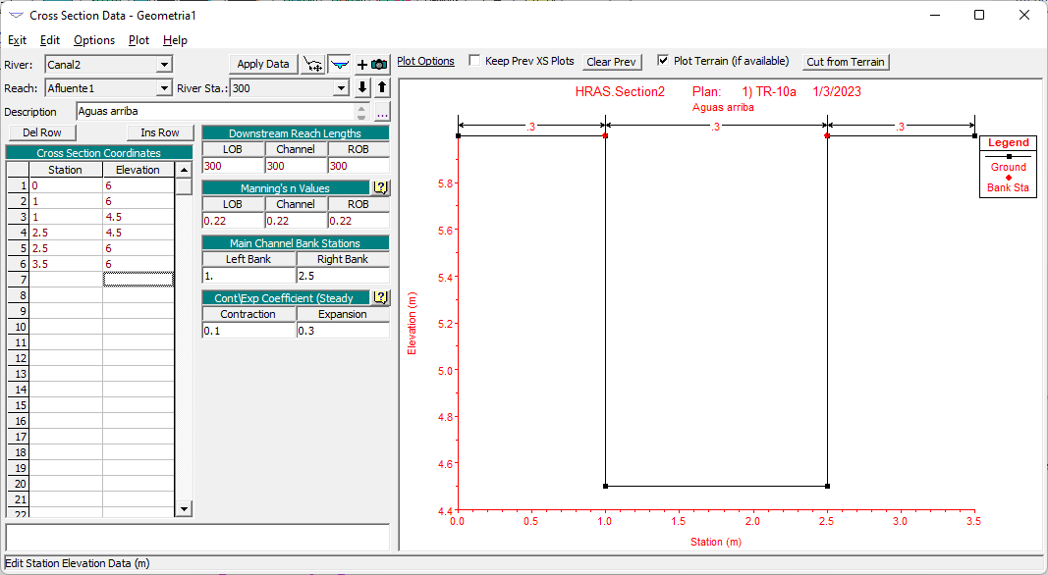 Cross Section Data - Geometria1
Exit Edit Options Plot Help
River: Canal2 Apply Data Plot Options Keep Prev XS Plots Clear Prev Plot Terrain (if available) Cut from Terrain
Reach: Afluente1 River Sta.: 300
Description Aguas arriba ...
Del Row Ins Row
Cross Section Coordinates
Station Elevation
1 0 6
2 1 6
3 1 4.5
4 2.5 4.5
5 2.5 6
6 3.5 6
7
8
9
10
11
12
13
14
15
16
17
18
19
20
21
22
Downstream Reach Lengths
LOB Channel ROB
300 300 300
Manning's n Values
LOB Channel ROB
0.22 0.22 0.22
Main Channel Bank Stations
Left Bank Right Bank
1. 2.5
Cont\Exp Coefficient (Steady
Contraction Expansion
0.1 0.3
HRAS.Section2 Plan: 1) TR-10a 1/3/2023
Aguas arriba
.3 .3 .3
Legend
Ground
Bank Sta
5.8
5.6
5.4
5.2
5.0
4.8
4.6
4.4
Elevation (m)
0.0 0.5 1.0 1.5 2.0 2.5 3.0 3.5
Station (m)
Edit Station Elevation Data (m)